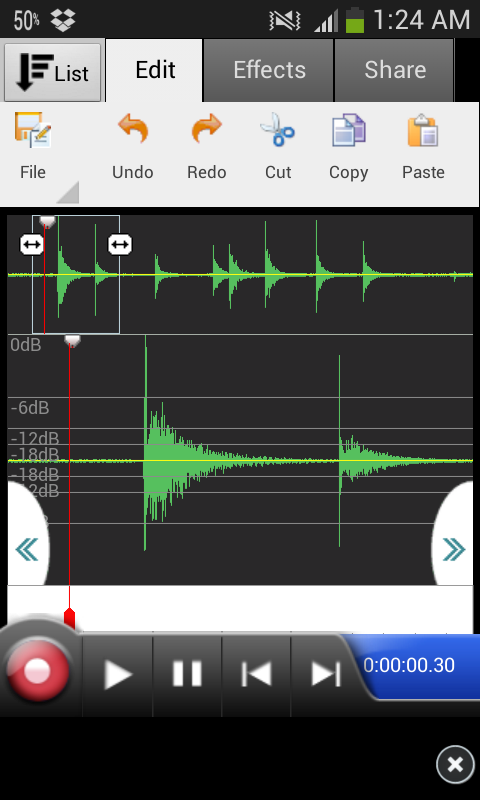 50% 1:24 AM
List Edit Effects Share
File Undo Redo Cut Copy Paste
0dB
-6dB
-12dB
-18dB
-18dB
0:00:00.30